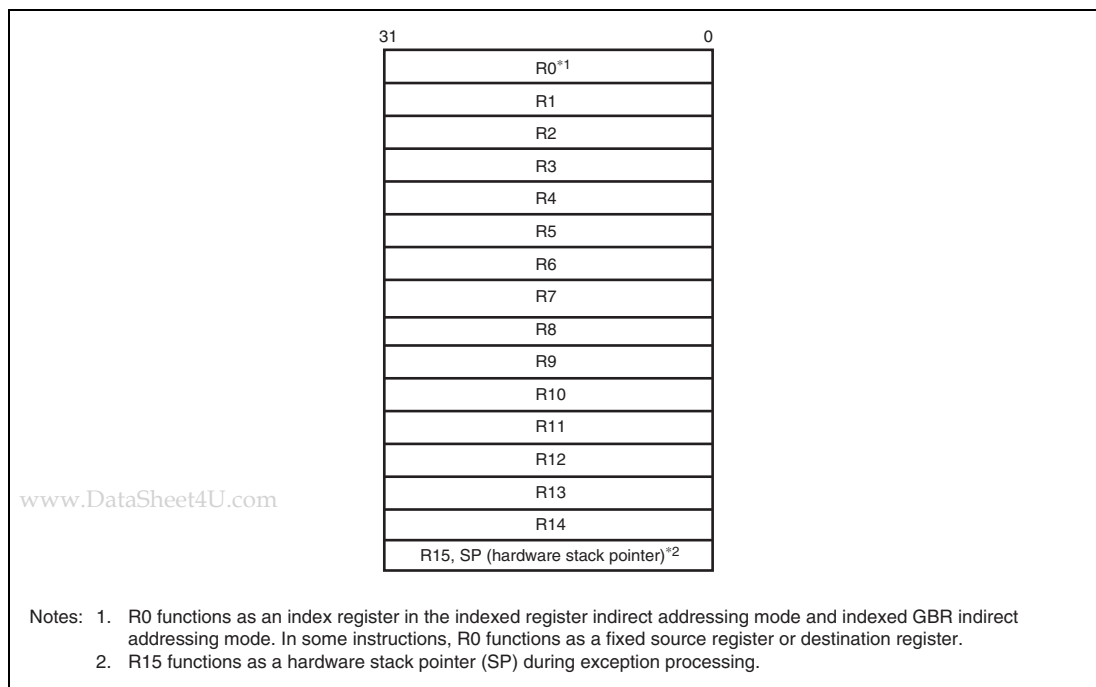 31 0
R0*1
R1
R2
R3
R4
R5
R6
R7
R8
R9
R10
R11
R12
R13
www.DataSheet4U.com
R14
R15, SP (hardware stack pointer)*2
Notes: 1. R0 functions as an index register in the indexed register indirect addressing mode and indexed GBR indirect
addressing mode. In some instructions, R0 functions as a fixed source register or destination register.
2. R15 functions as a hardware stack pointer (SP) during exception processing.